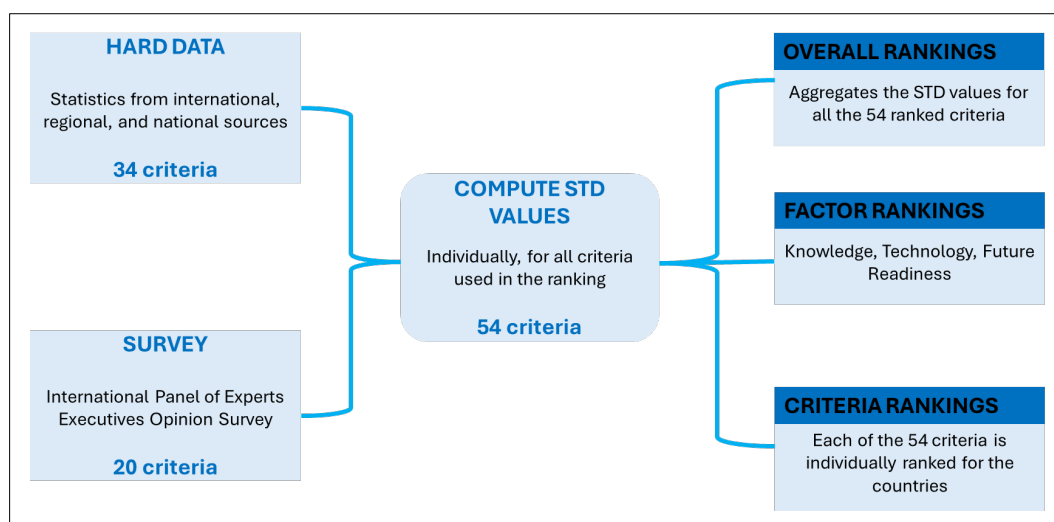 HARD DATA
Statistics from international,
regional, and national sources
34 criteria
SURVEY
International Panel of Experts
Executives Opinion Survey
20 criteria
COMPUTE STD
VALUES
Individually, for all criteria
used in the ranking
54 criteria
OVERALL RANKINGS
Aggregates the STD values for
all the 54 ranked criteria
FACTOR RANKINGS
Knowledge, Technology, Future
Readiness
CRITERIA RANKINGS
Each of the 54 criteria is
individually ranked for the
countries